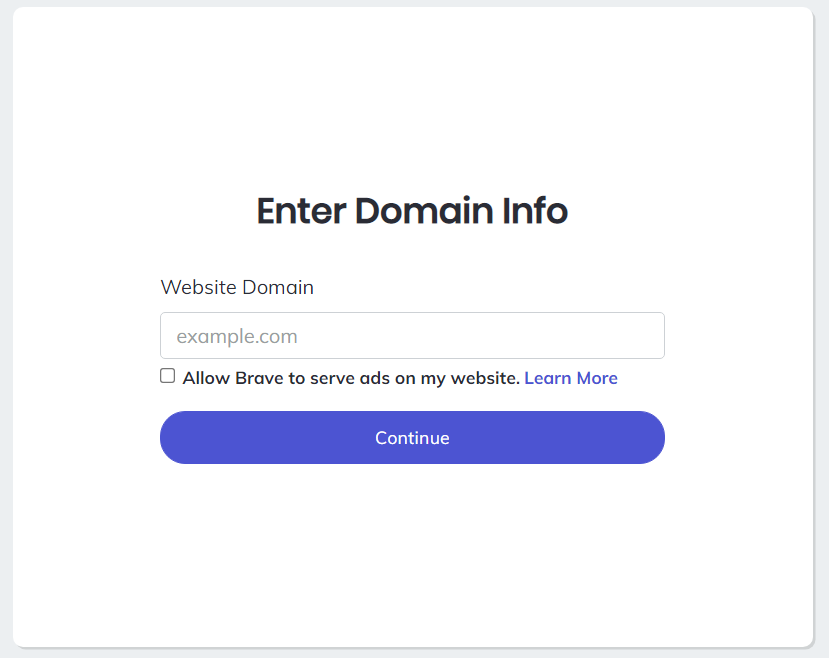 Enter Domain Info
Website Domain
example.com
Allow Brave to serve ads on my website. Learn More
Continue